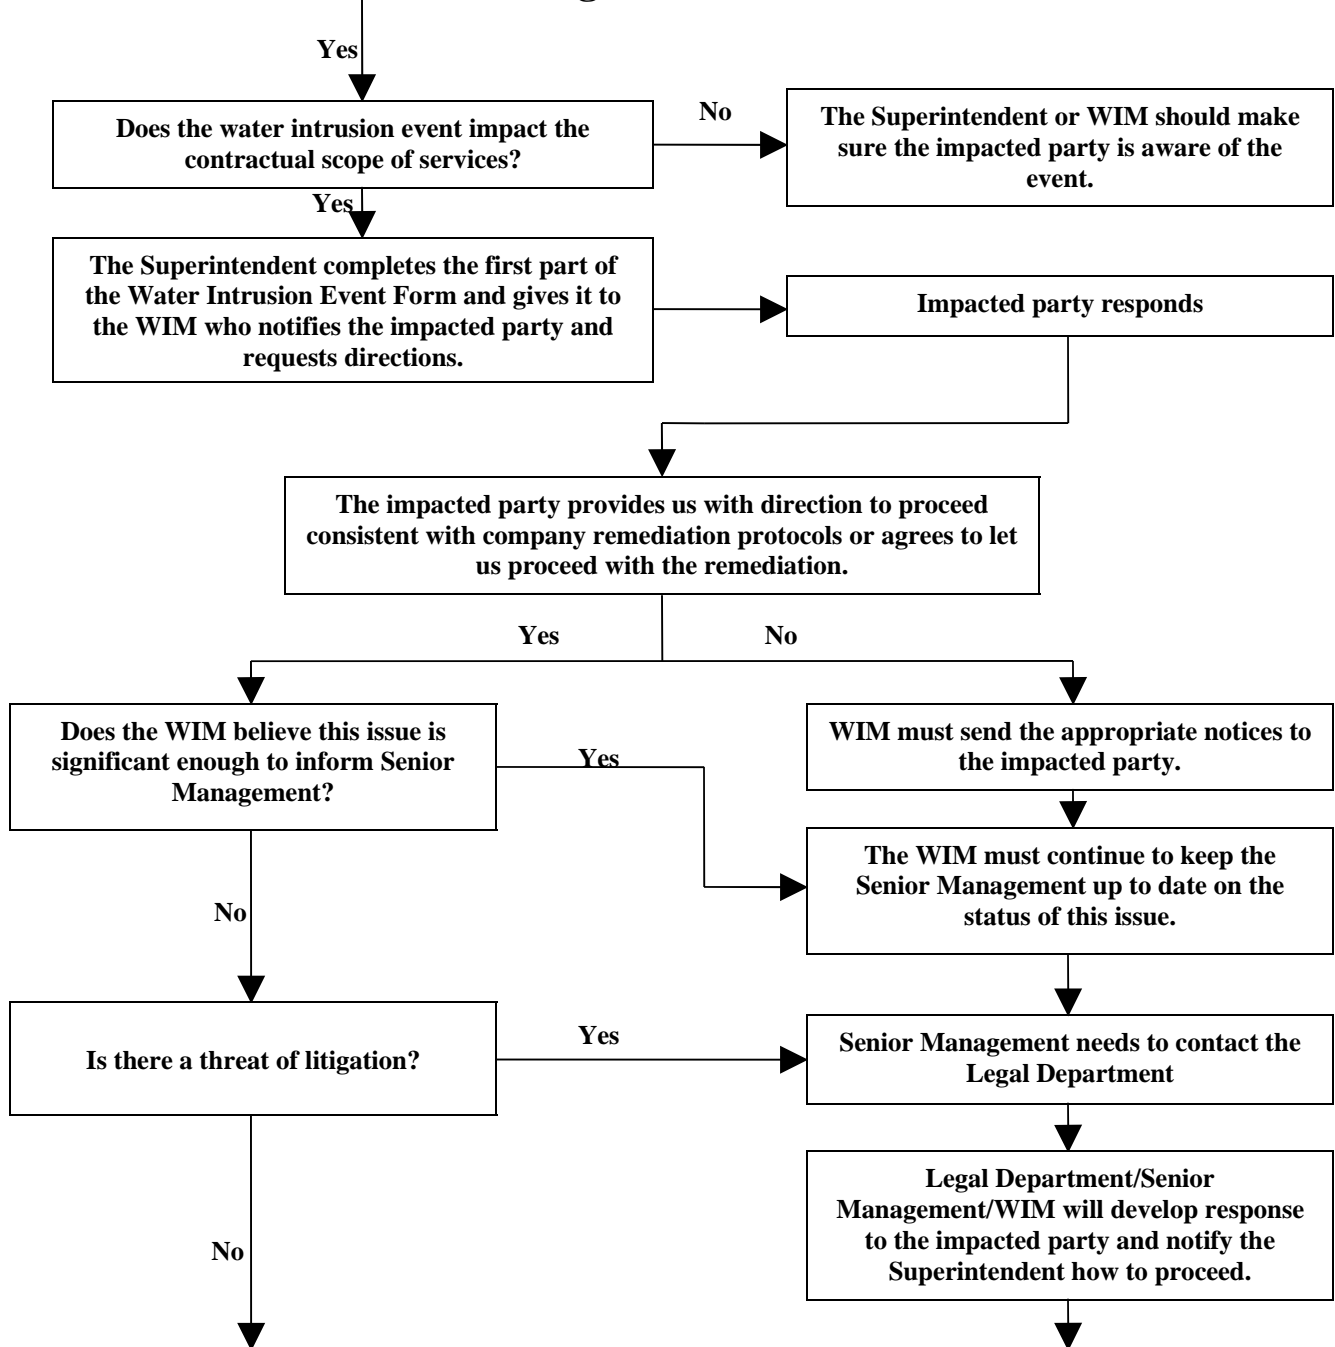 Yes
Does the water intrusion event impact the
contractual scope of services?
No
The Superintendent or WIM should make
sure the impacted party is aware of the
event.
Yes
The Superintendent completes the first part of
the Water Intrusion Event Form and gives it to
the WIM who notifies the impacted party and
requests directions.
Impacted party responds
The impacted party provides us with direction to proceed
consistent with company remediation protocols or agrees to let
us proceed with the remediation.
Yes
No
Does the WIM believe this issue is
significant enough to inform Senior
Management?
Yes
WIM must send the appropriate notices to
the impacted party.
The WIM must continue to keep the
Senior Management up to date on the
status of this issue.
No
Is there a threat of litigation?
Yes
Senior Management needs to contact the
Legal Department
Legal Department/Senior
Management/WIM will develop response
to the impacted party and notify the
Superintendent how to proceed.
No